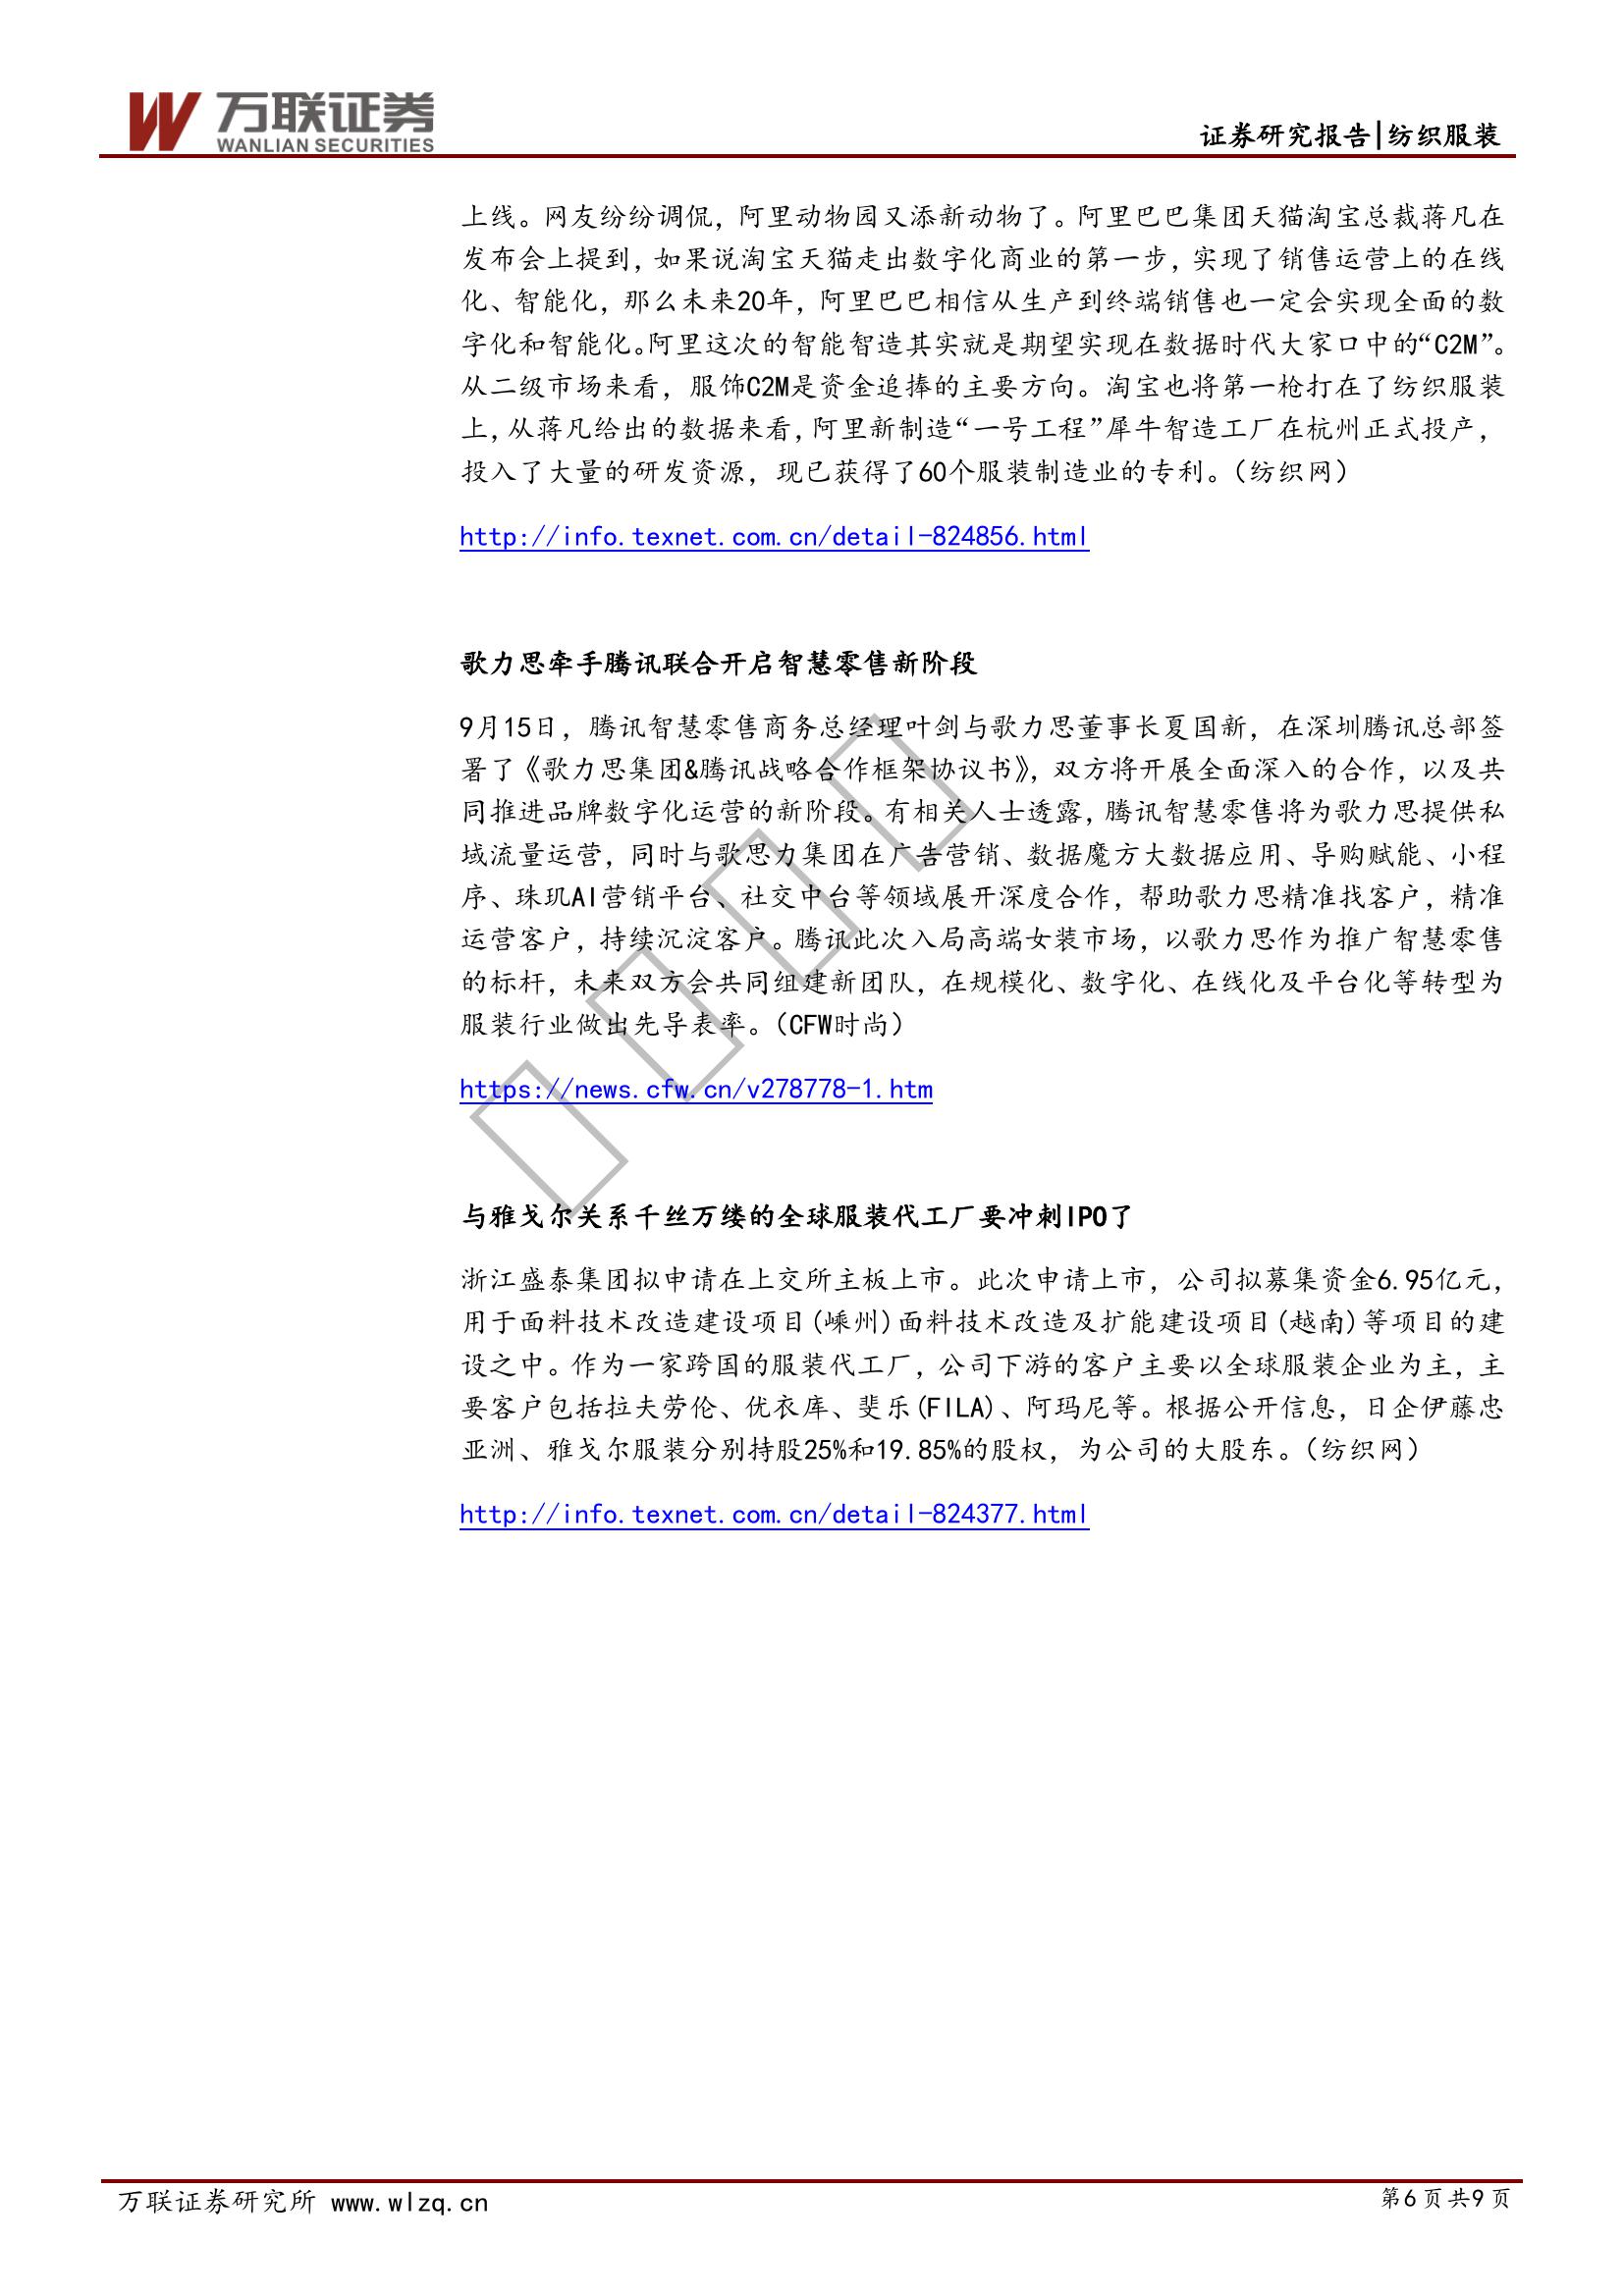 万联证券
WANLIAN SECURITIES
证券研究报告|纺织服装
上线。网友纷纷调侃，阿里动物园又添新动物了。阿里巴巴集团天猫淘宝总裁蒋凡在
发布会上提到，如果说淘宝天猫走出数字化商业的第一步，实现了销售运营上的在线
化、智能化，那么未来20年，阿里巴巴相信从生产到终端销售也一定会实现全面的数
字化和智能化。阿里这次的智能智造其实就是期望实现在数据时代大家口中的“C2M”。
从二级市场来看，服饰C2M是资金追捧的主要方向。淘宝也将第一枪打在了纺织服装
上，从蒋凡给出的数据来看，阿里新制造“一号工程”犀牛智造工厂在杭州正式投产，
投入了大量的研发资源，现已获得了60个服装制造业的专利。（纺织网）
http://info.texnet.com.cn/detail-824856.html
歌力思牵手腾讯联合开启智慧零售新阶段
9月15日，腾讯智慧零售商务总经理叶剑与歌力思董事长夏国新，在深圳腾讯总部签
署了《歌力思集团&腾讯战略合作框架协议书》，双方将开展全面深入的合作，以及共
同推进品牌数字化运营的新阶段。有相关人士透露，腾讯智慧零售将为歌力思提供私
域流量运营，同时与歌思力集团在广告营销、数据魔方大数据应用、导购赋能、小程
序、珠玑AI营销平台、社交中台等领域展开深度合作，帮助歌力思精准找客户，精准
运营客户，持续沉淀客户。腾讯此次入局高端女装市场，以歌力思作为推广智慧零售
的标杆，未来双方会共同组建新团队，在规模化、数字化、在线化及平台化等转型为
服装行业做出先导表率。（CFW时尚）
https://news.cfw.cn/v278778-1.htm
与雅戈尔关系千丝万缕的全球服装代工厂要冲刺IPO了
浙江盛泰集团拟申请在上交所主板上市。此次申请上市，公司拟募集资金6.95亿元，
用于面料技术改造建设项目(嵊州)面料技术改造及扩能建设项目(越南)等项目的建
设之中。作为一家跨国的服装代工厂，公司下游的客户主要以全球服装企业为主，主
要客户包括拉夫劳伦、优衣库、斐乐(FILA)、阿玛尼等。根据公开信息，日企伊藤忠
亚洲、雅戈尔服装分别持股25%和19.85%的股权，为公司的大股东。（纺织网）
http://info.texnet.com.cn/detail-824377.html
万联证券研究所 www.wlzq.cn
第6页共9页